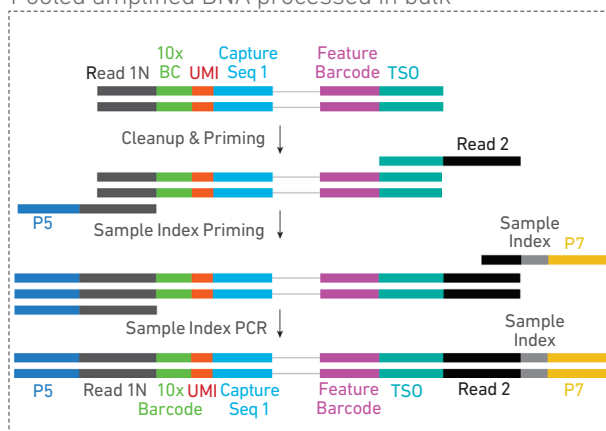 Pooled amplified DNA processed in bulk
10x Capture Feature
Read 1N BC UMI Seq 1 Barcode TSO
Cleanup & Priming
Read 2
P5
Sample Index Priming
Sample
Index P7
Sample Index PCR
Sample
Index
P5 Read 1N 10x UMI Capture Feature TSO Read 2 P7
Barcode Seq 1 Barcode